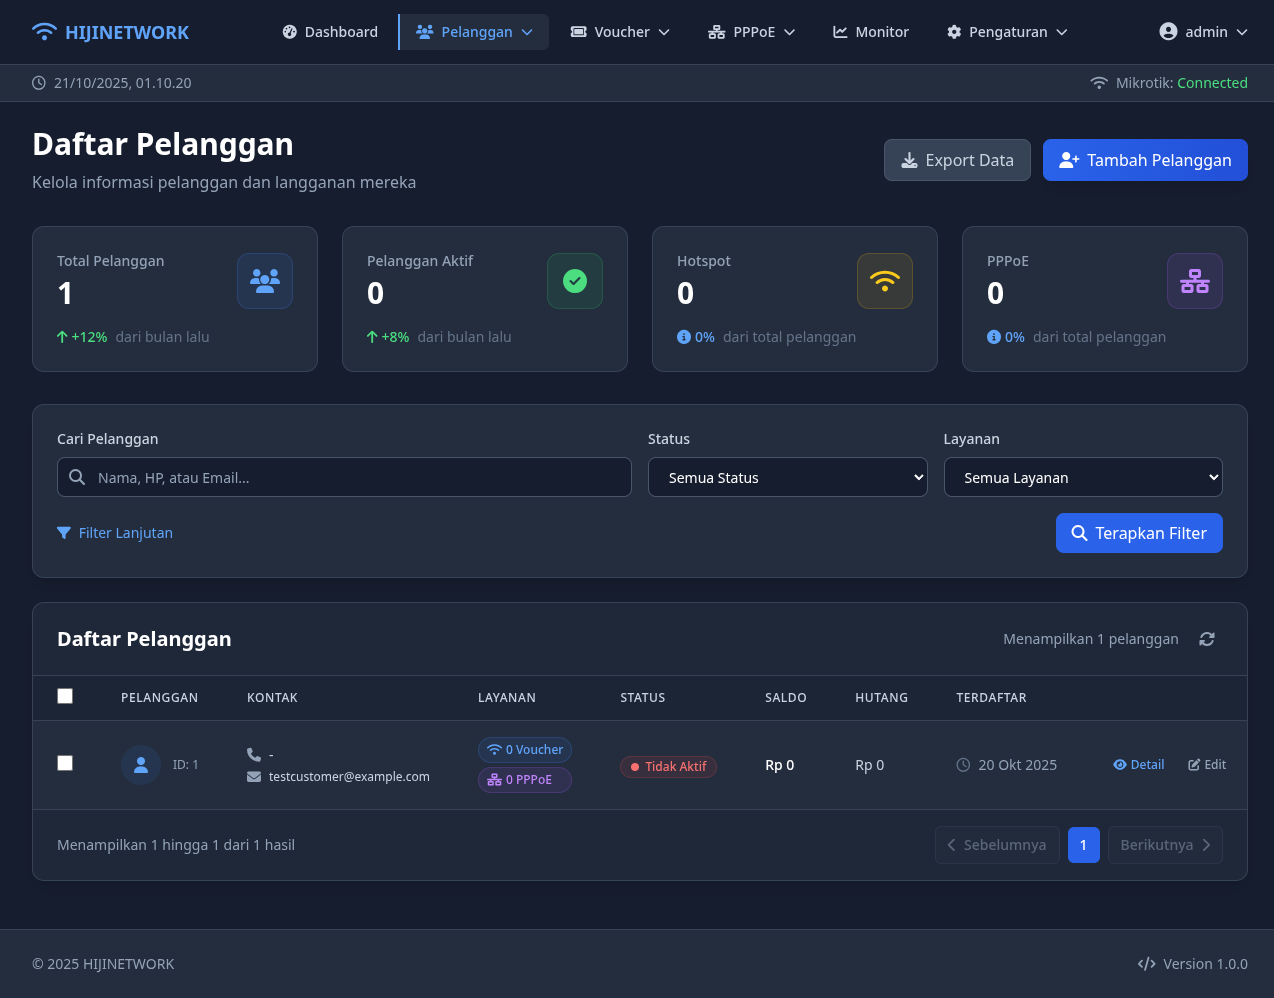 HIJINETWORK
Dashboard
Pelanggan
Voucher
PPPoE
Monitor
Pengaturan
admin
21/10/2025, 01.10.20
Mikrotik: Connected
Daftar Pelanggan
Kelola informasi pelanggan dan langganan mereka
Export Data
Tambah Pelanggan
Total Pelanggan
1
+12% dari bulan lalu
Pelanggan Aktif
0
+8% dari bulan lalu
Hotspot
0
0% dari total pelanggan
PPPoE
0
0% dari total pelanggan
Cari Pelanggan
Nama, HP, atau Email...
Status
Semua Status
Layanan
Semua Layanan
Filter Lanjutan
Terapkan Filter
Daftar Pelanggan
Menampilkan 1 pelanggan
PELANGGAN KONTAK LAYANAN STATUS SALDO HUTANG TERDAFTAR
ID: 1
-
testcustomer@example.com
0 Voucher
0 PPPoE
Tidak Aktif
Rp 0
Rp 0
20 Okt 2025
Detail
Edit
Menampilkan 1 hingga 1 dari 1 hasil
Sebelumnya
1
Berikutnya
© 2025 HIJINETWORK
Version 1.0.0